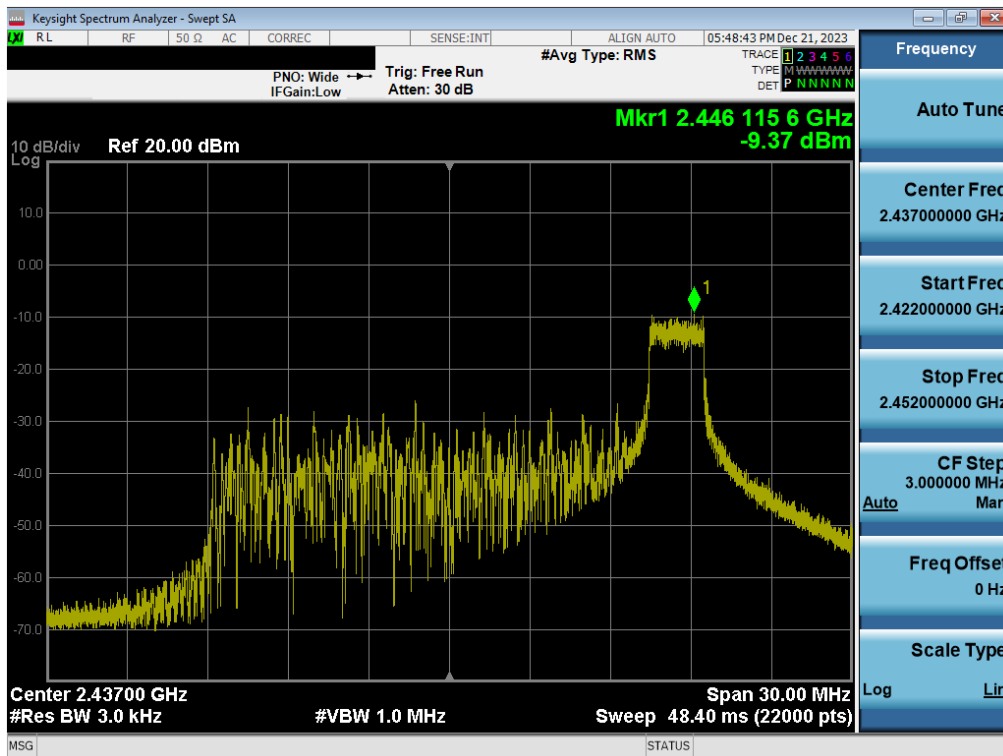 Keysight Spectrum Analyzer - Swept SA
LXI RL RF 50 Ω AC CORREC SENSE:INT ALIGN AUTO 05:48:43 PM Dec 21, 2023
PNO: Wide
IFGain:Low
Trig: Free Run
Atten: 30 dB
#Avg Type: RMS
TRACE 1 2 3 4 5 6
TYPE M W W W W W
DET P N N N N N
Mkr1 2.446 115 6 GHz
-9.37 dBm
10 dB/div Ref 20.00 dBm
Log
10.0
0.00
1
-10.0
-20.0
-30.0
-40.0
-50.0
-60.0
-70.0
Center 2.43700 GHz Span 30.00 MHz
#Res BW 3.0 kHz #VBW 1.0 MHz Sweep 48.40 ms (22000 pts)
MSG STATUS
Frequency
Auto Tune
Center Freq
2.437000000 GHz
Start Freq
2.422000000 GHz
Stop Freq
2.452000000 GHz
CF Step
3.000000 MHz
Auto Man
Freq Offset
0 Hz
Scale Type
Log Lin